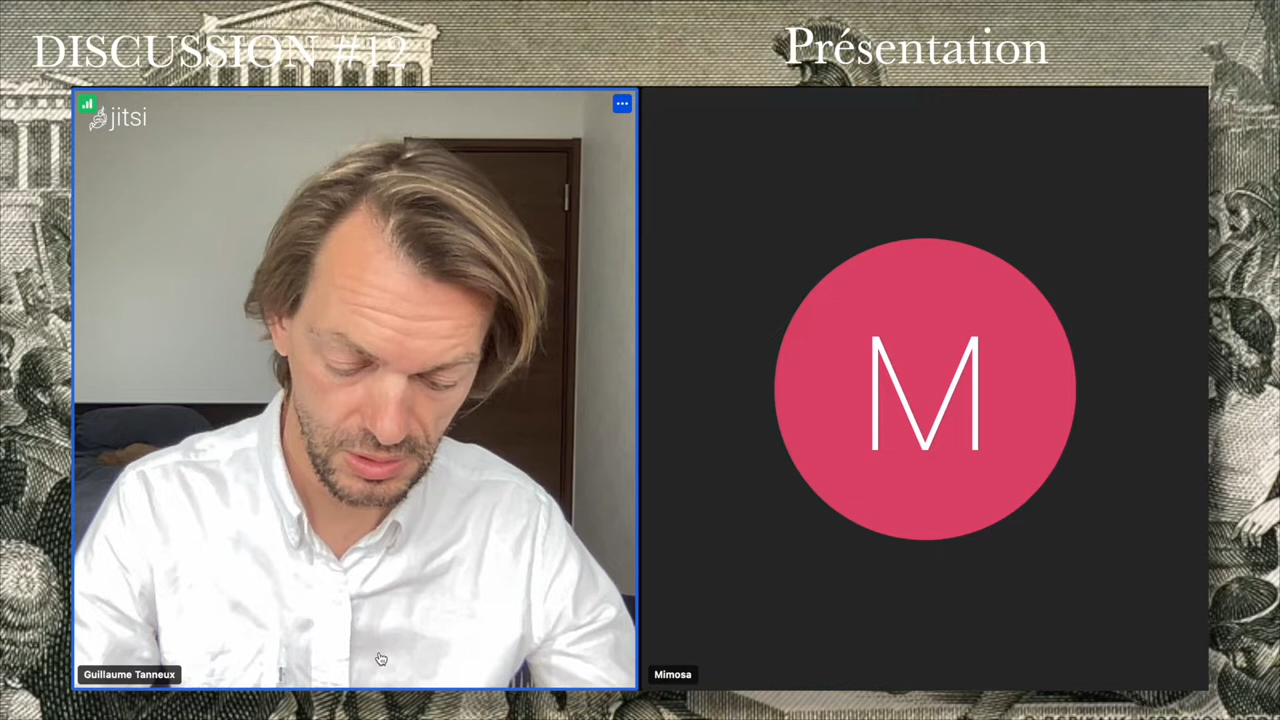 DISCUSSION #12
Présentation
jitsi
M
Guillaume Tanneux
Mimosa